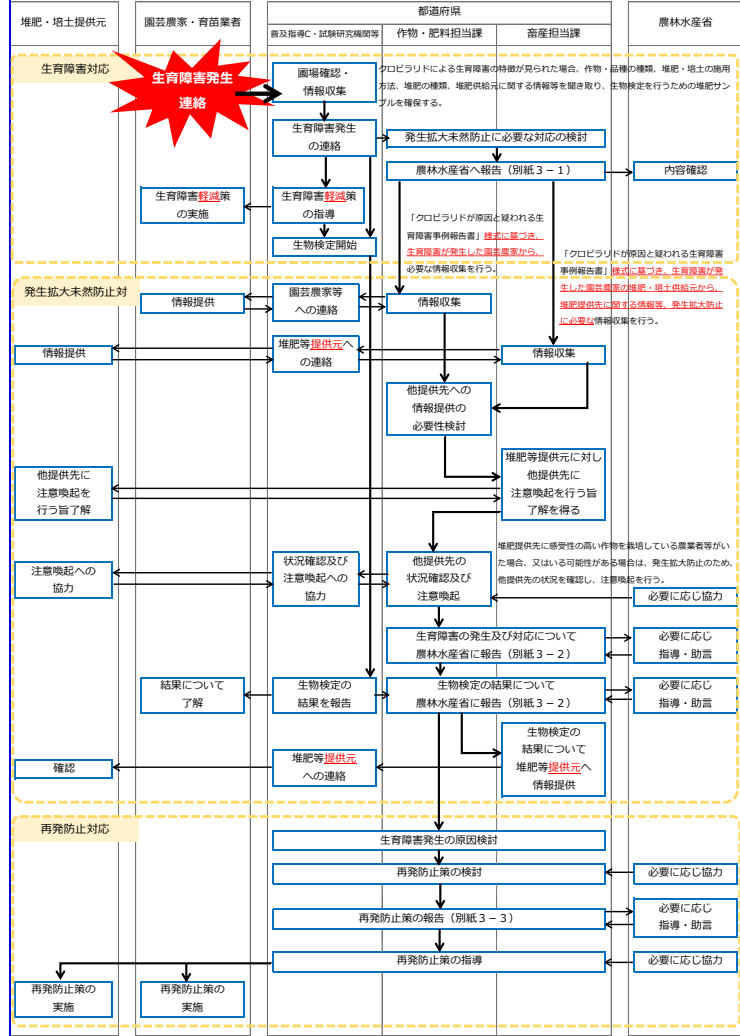 都道府県
堆肥・培土提供元
園芸農家・育苗業者
普及指導C・試験研究機関等
作物・肥料担当課
畜産担当課
農林水産省
生育障害対応
生育障害発生
連絡
圃場確認・
情報収集
クロピラリドによる生育障害の特徴が見られた場合、作物・品種の種類、堆肥・培土の施用
方法、堆肥の種類、堆肥供給元に関する情報等を聞き取り、生物検定を行うための堆肥サン
プルを確保する。
生育障害発生
の連絡
発生拡大未然防止に必要な対応の検討
農林水産省へ報告（別紙３－１）
内容確認
生育障害軽減策
の実施
生育障害軽減策
の指導
生物検定開始
「クロピラリドが原因と疑われる生
育障害事例報告書」様式に基づき、
生育障害が発生した園芸農家から、
必要な情報収集を行う。
「クロピラリドが原因と疑われる生育障害
事例報告書」様式に基づき、生育障害が発
生した園芸農家の堆肥・培土供給元から、
堆肥提供先に関する情報等、発生拡大防止
に必要な情報収集を行う。
発生拡大未然防止対
情報提供
園芸農家等
への連絡
情報収集
情報提供
堆肥等提供元へ
の連絡
情報収集
他提供先への
情報提供の
必要性検討
他提供先に
注意喚起を
行う旨了解
堆肥等提供元に対し
他提供先に
注意喚起を行う旨
了解を得る
堆肥提供先に感受性の高い作物を栽培している農業者等がい
た場合、又はいる可能性がある場合は、発生拡大防止のため、
他提供先の状況を確認し、注意喚起を行う。
注意喚起への
協力
状況確認及び
注意喚起への
協力
他提供先の
状況確認及び
注意喚起
必要に応じ協力
生育障害の発生及び対応について
農林水産省に報告（別紙３－２）
必要に応じ
指導・助言
結果について
了解
生物検定の
結果を報告
生物検定の結果について
農林水産省に報告（別紙３－２）
必要に応じ
指導・助言
生物検定の
結果について
堆肥等提供元へ
情報提供
確認
堆肥等提供元
への連絡
再発防止対応
生育障害発生の原因検討
再発防止策の検討
必要に応じ協力
再発防止策の報告（別紙３－３）
必要に応じ
指導・助言
再発防止策の指導
必要に応じ協力
再発防止策の
実施
再発防止策の
実施